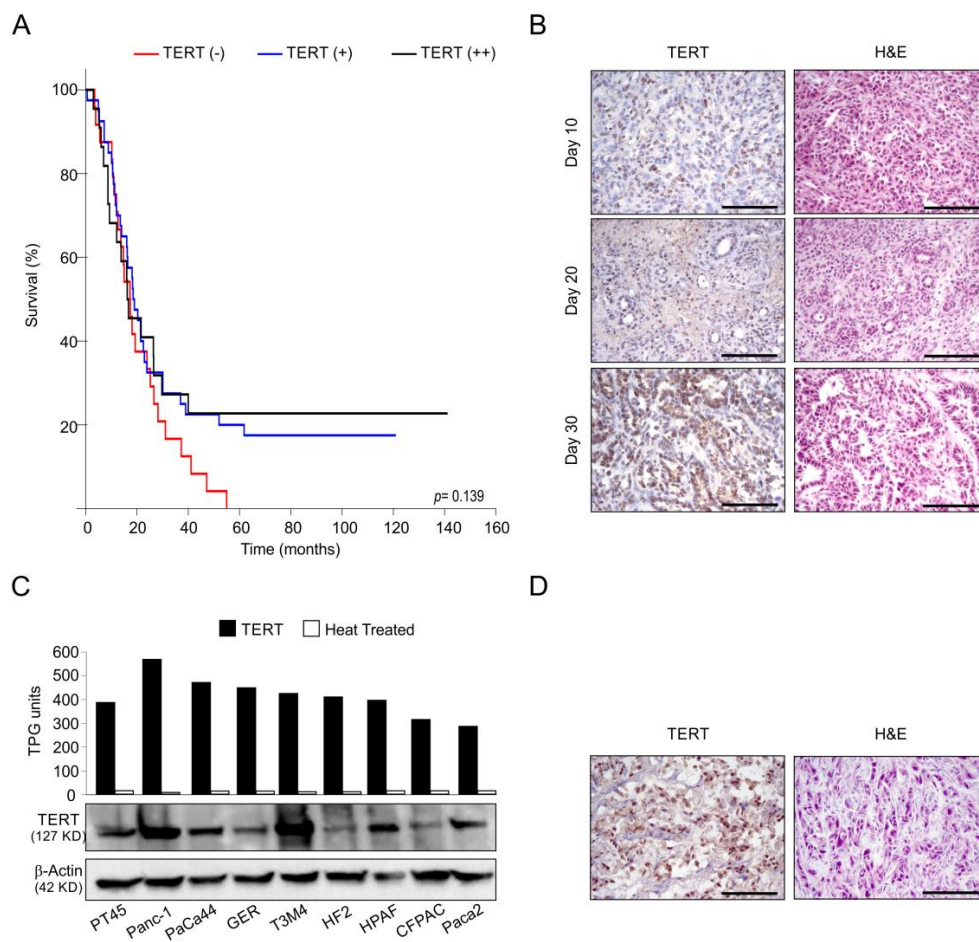 A
TERT (-) TERT (+) TERT (++)
100
80
60
40
20
Survival (%)
p= 0.139
0 20 40 60 80 100 120 140 160
Time (months)
B
TERT H&E
Day 10
Day 20
Day 30
C
TERT Heat Treated
600
500
400
300
200
100
0
TPG units
TERT
(127 KD)
β-Actin
(42 KD)
PT45 Panc-1 PaCa44 GER T3M4 HF2 HPAF CFPAC Paca2
D
TERT H&E